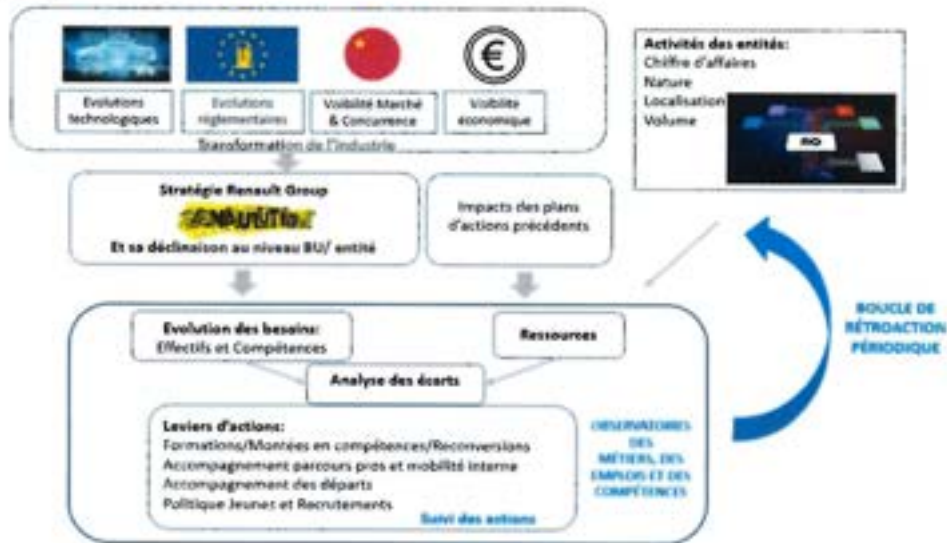 Evolutions
technologiques
Evolutions
réglementaires
Visibilité Marché
& Concurrence
Visibilité
économique
Transformation de l'industrie
Activités des entités:
Chiffre d'affaires
Nature
Localisation
Volume
Stratégie Renault Group
Et sa déclinaison au niveau BU/ entité
Impacts des plans
d'actions précédents
Evolution des besoins:
Effectifs et Compétences
Ressources
Analyse des écarts
Leviers d'actions:
Formations/Montées en compétences/Reconversions
Accompagnement parcours pros et mobilité interne
Accompagnement des départs
Politique Jeunes et Recrutements
Suivi des actions
OBSERVATOIRES
DES
MÉTIERS, DES
EMPLOIS ET DES
COMPÉTENCES
BOUCLE DE
RÉTROACTION
PÉRIODIQUE